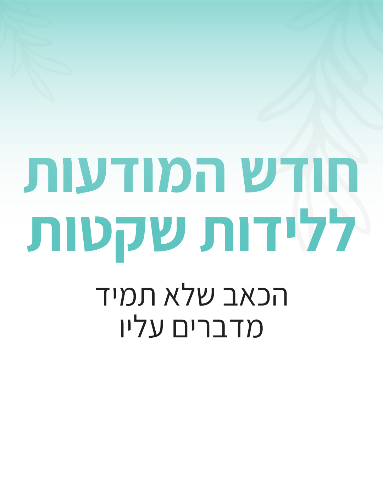 חודש המודעות
ללידות שקטות
הכאב שלא תמיד
מדברים עליו